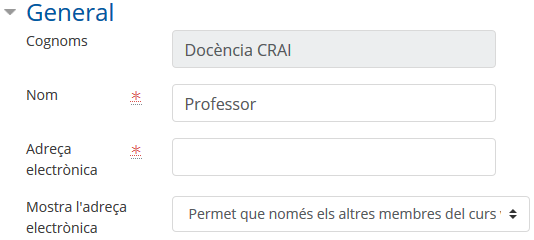 General
Cognoms
Docència CRAI
Nom
Professor
Adreça
electrònica
Mostra l'adreça
electrònica
Permet que només els altres membres del curs